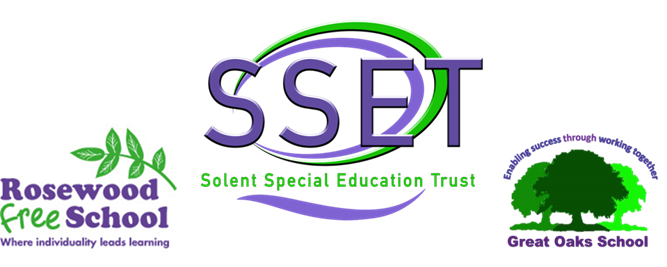 SSET
Solent Special Education Trust
Rosewood
free School
Where individuality leads learning
Enabling success through working together
Great Oaks School